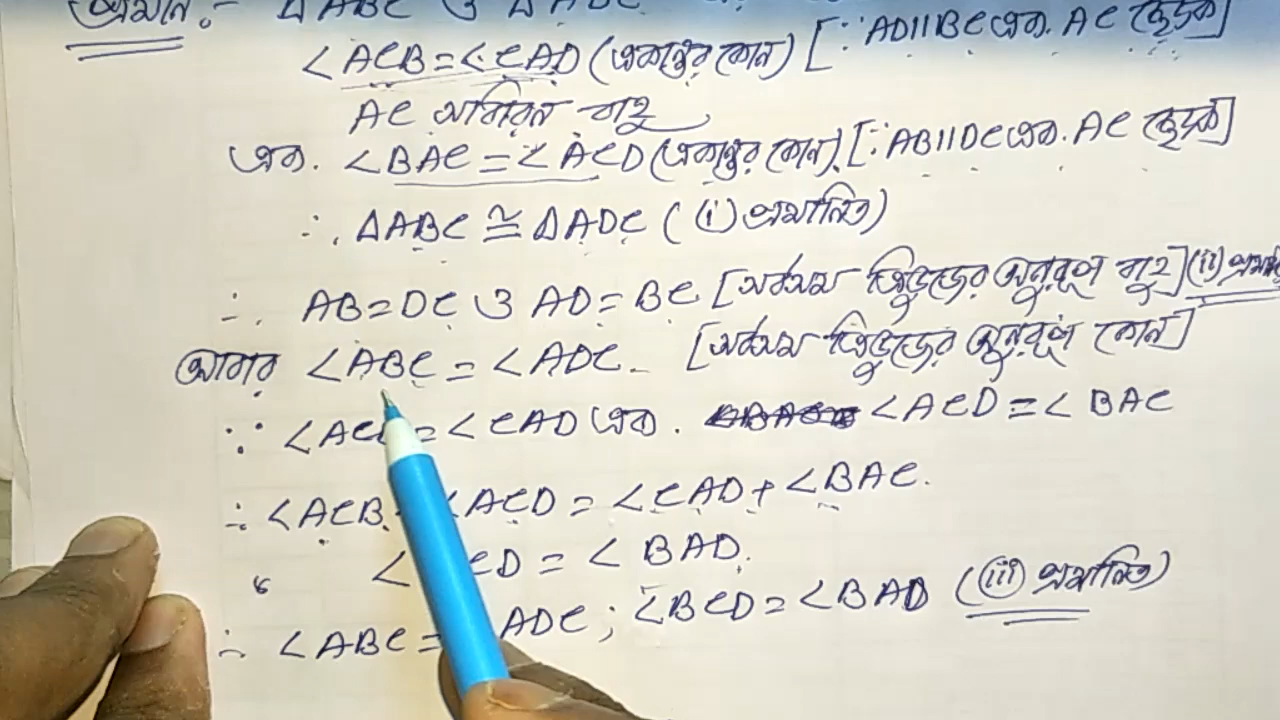 প্রমান :- ΔABC ও ΔADC
∠ACB = ∠CAD (একান্তর কোন) [∵ AD∥BC এবং AC ছেদক]
AC সাধারন বাহু
এবং ∠BAC = ∠ACD (একান্তর কোন) [∵ AB∥DC এবং AC ছেদক]
∴ ΔABC ≅ ΔADC ((i) প্রমানিত)
∴ AB = DC ও AD = BC [সর্বসম ত্রিভুজের অনুরূপ বাহু] (ii)
আবার ∠ABC = ∠ADC [সর্বসম ত্রিভুজের অনুরূপ কোন]
∵ = ∠CAD এবং ∠ACD = ∠BAC
∴ ∠ACB ∠ACD = ∠CAD + ∠BAC.
= ∠BAD.
∴ ∠ABC = ADC ; ∠BCD = ∠BAD ((iii) প্রমানিত)